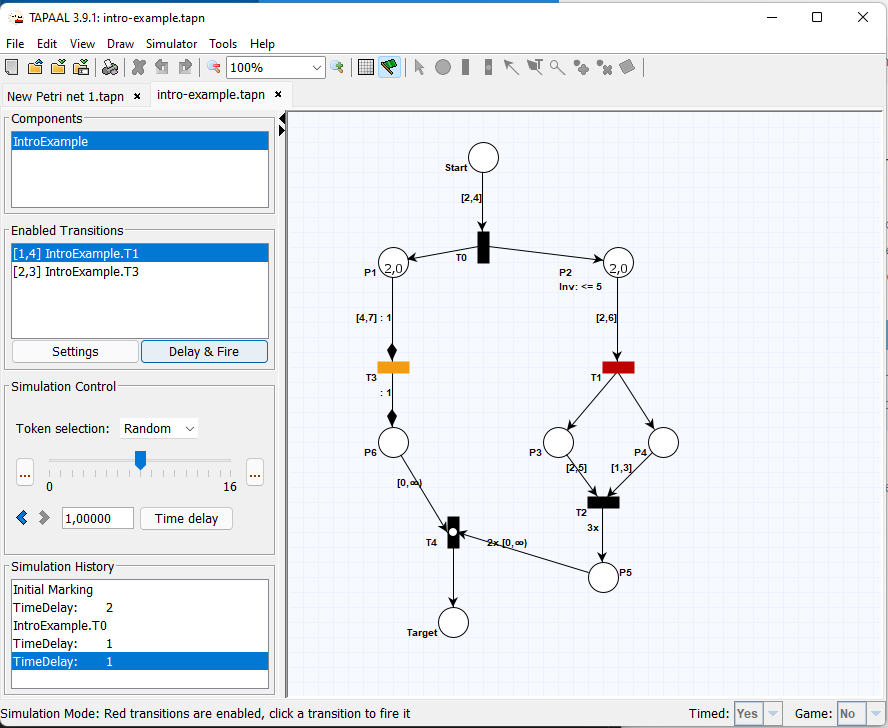 TAPAAL 3.9.1: intro-example.tapn
File Edit View Draw Simulator Tools Help
100%
New Petri net 1.tapn × intro-example.tapn ×
Components
IntroExample
Enabled Transitions
[1,4] IntroExample.T1
[2,3] IntroExample.T3
Settings Delay & Fire
Simulation Control
Token selection: Random
... ...
0 16
1,00000 Time delay
Simulation History
Initial Marking
TimeDelay: 2
IntroExample.T0
TimeDelay: 1
TimeDelay: 1
Start
[2,4]
T0
P1 2,0
P2 2,0
Inv: <= 5
[4,7] : 1
[2,6]
T3
T1
: 1
P6
P3
P4
[2,5]
[1,3]
[0,∞)
T2
3x
T4
2x [0,∞)
P5
Target
Simulation Mode: Red transitions are enabled, click a transition to fire it
Timed: Yes Game: No